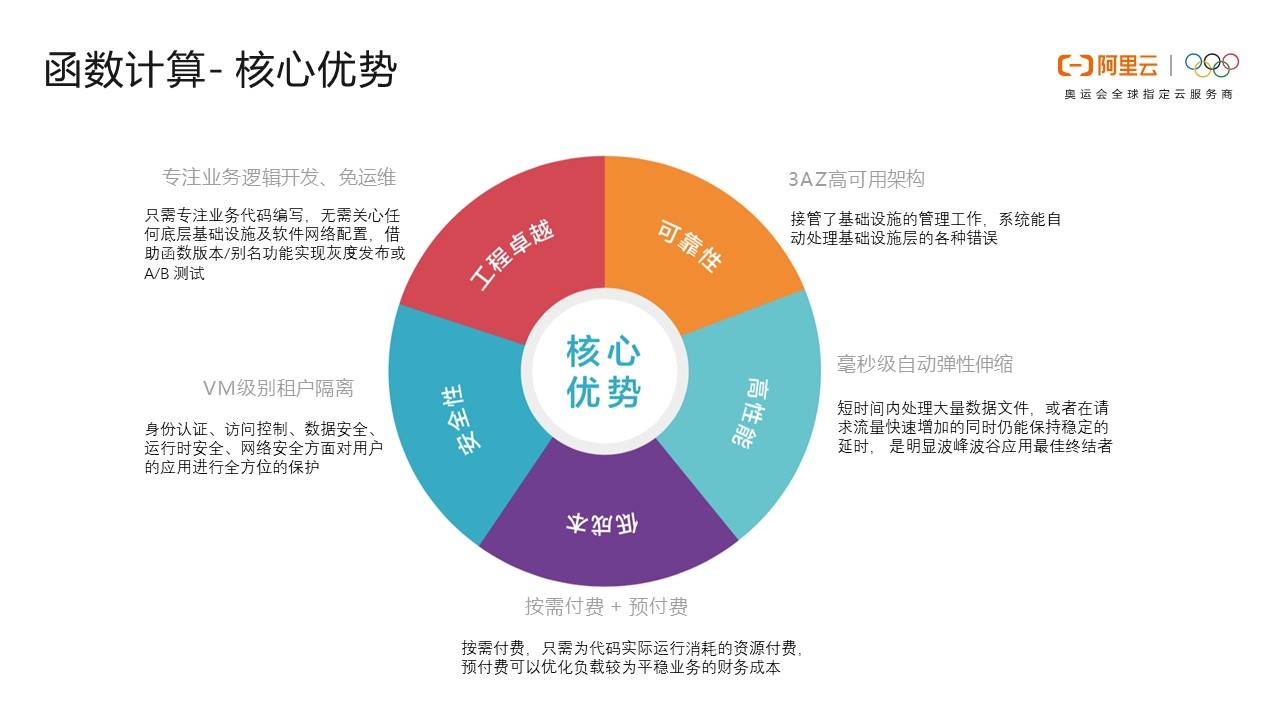 函数计算- 核心优势
阿里云
奥运会全球指定云服务商
专注业务逻辑开发、免运维
只需专注业务代码编写，无需关心任
何底层基础设施及软件网络配置，借
助函数版本/别名功能实现灰度发布或
A/B 测试
3AZ高可用架构
接管了基础设施的管理工作，系统能自
动处理基础设施层的各种错误
工程卓越
可靠性
核心
优势
安全性
高性能
低成本
VM级别租户隔离
身份认证、访问控制、数据安全、
运行时安全、网络安全方面对用户
的应用进行全方位的保护
毫秒级自动弹性伸缩
短时间内处理大量数据文件，或者在请
求流量快速增加的同时仍能保持稳定的
延时， 是明显波峰波谷应用最佳终结者
按需付费 + 预付费
按需付费，只需为代码实际运行消耗的资源付费，
预付费可以优化负载较为平稳业务的财务成本